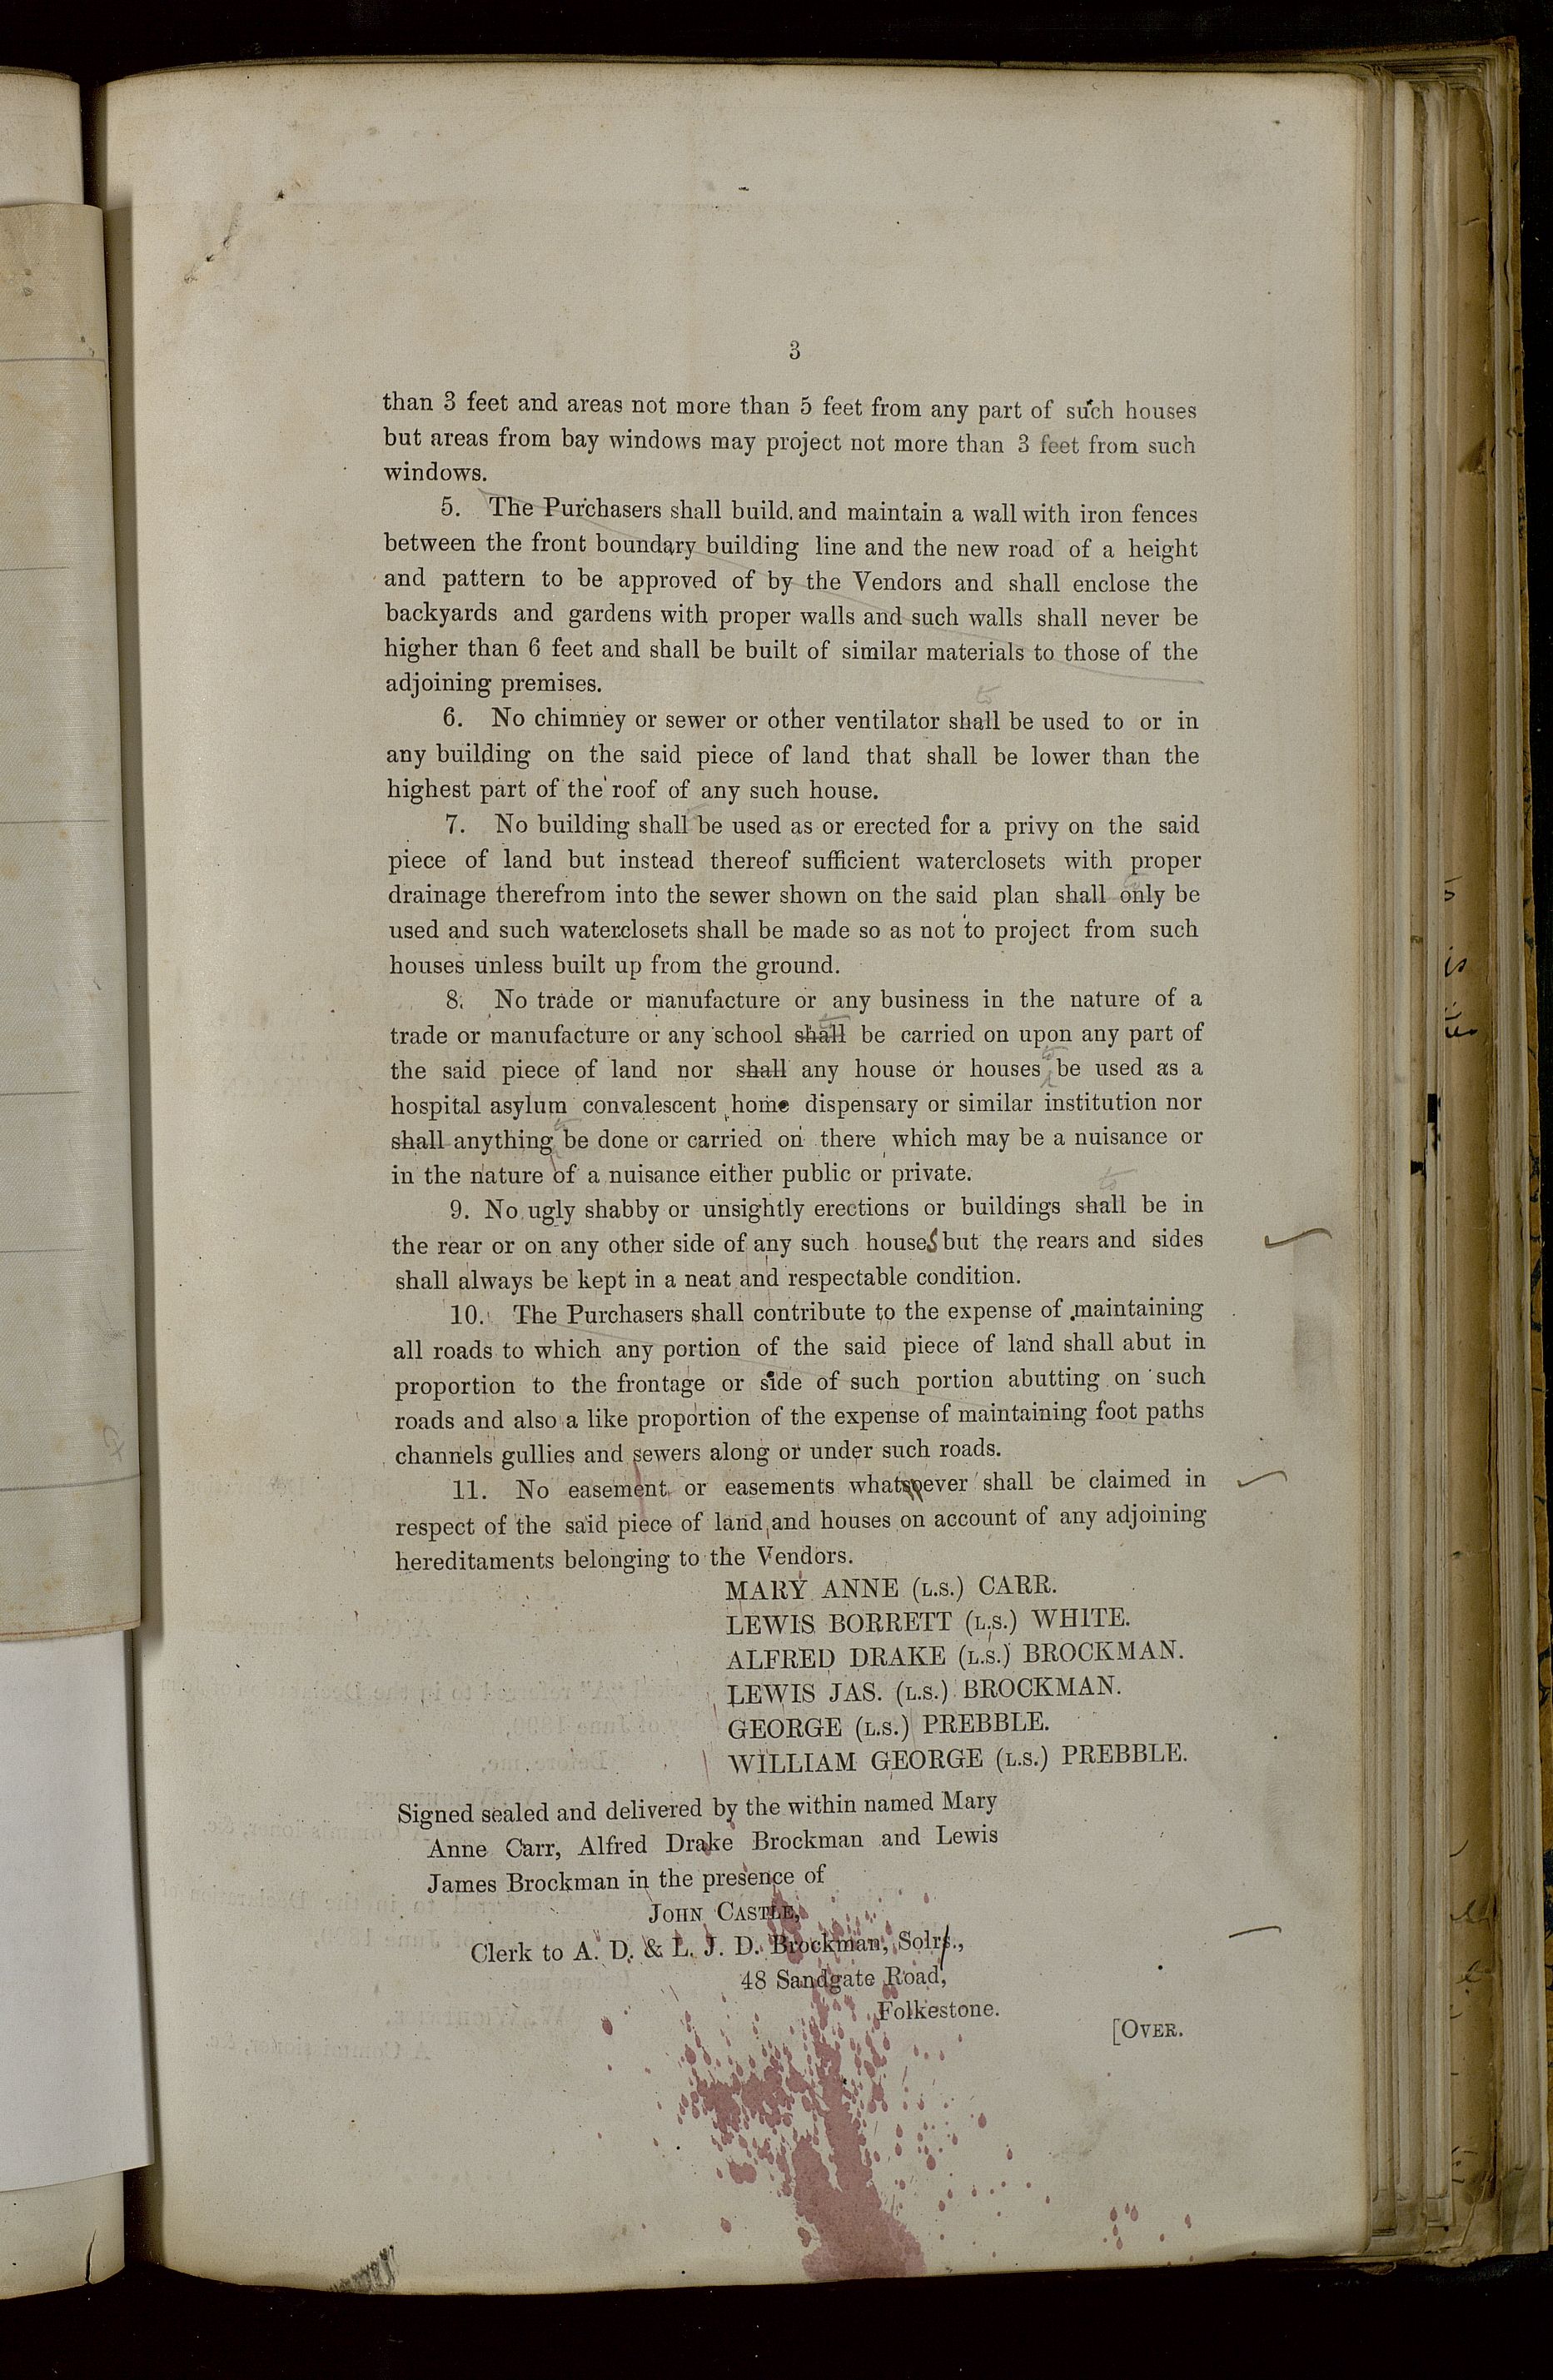 3
than 3 feet and areas not more than 5 feet from any part of such houses
but areas from bay windows may project not more than 3 feet from such
windows.
5. The Purchasers shall build and maintain a wall with iron fences
between the front boundary building line and the new road of a height
and pattern to be approved of by the Vendors and shall enclose the
backyards and gardens with proper walls and such walls shall never be
higher than 6 feet and shall be built of similar materials to those of the
adjoining premises.
to
6. No chimney or sewer or other ventilator shall be used to or in
any building on the said piece of land that shall be lower than the
highest part of the roof of any such house.
7. No building shall be used as or erected for a privy on the said
piece of land but instead thereof sufficient waterclosets with proper
drainage therefrom into the sewer shown on the said plan shall only be
used and such waterclosets shall be made so as not to project from such
houses unless built up from the ground.
8. No trade or manufacture or any business in the nature of a
to
trade or manufacture or any school shall be carried on upon any part of
to
the said piece of land nor shall any house or houses be used as a
hospital asylum convalescent home dispensary or similar institution nor
to
shall anything be done or carried on there which may be a nuisance or
in the nature of a nuisance either public or private.
to
9. No ugly shabby or unsightly erections or buildings shall be in
the rear or on any other side of any such houses but the rears and sides
shall always be kept in a neat and respectable condition.
10. The Purchasers shall contribute to the expense of maintaining
all roads to which any portion of the said piece of land shall abut in
proportion to the frontage or side of such portion abutting on such
roads and also a like proportion of the expense of maintaining foot paths
channels gullies and sewers along or under such roads.
11. No easement or easements whatsoever shall be claimed in
respect of the said piece of land and houses on account of any adjoining
hereditaments belonging to the Vendors.
MARY ANNE (L.S.) CARR.
LEWIS BORRETT (L.S.) WHITE.
ALFRED DRAKE (L.S.) BROCKMAN.
LEWIS JAS. (L.S.) BROCKMAN.
GEORGE (L.S.) PREBBLE.
WILLIAM GEORGE (L.S.) PREBBLE.
Signed sealed and delivered by the within named Mary
Anne Carr, Alfred Drake Brockman and Lewis
James Brockman in the presence of
JOHN CASTLE,
Clerk to A. D. & L. J. D. Brockman, Solrs.,
48 Sandgate Road,
Folkestone.
[OVER.